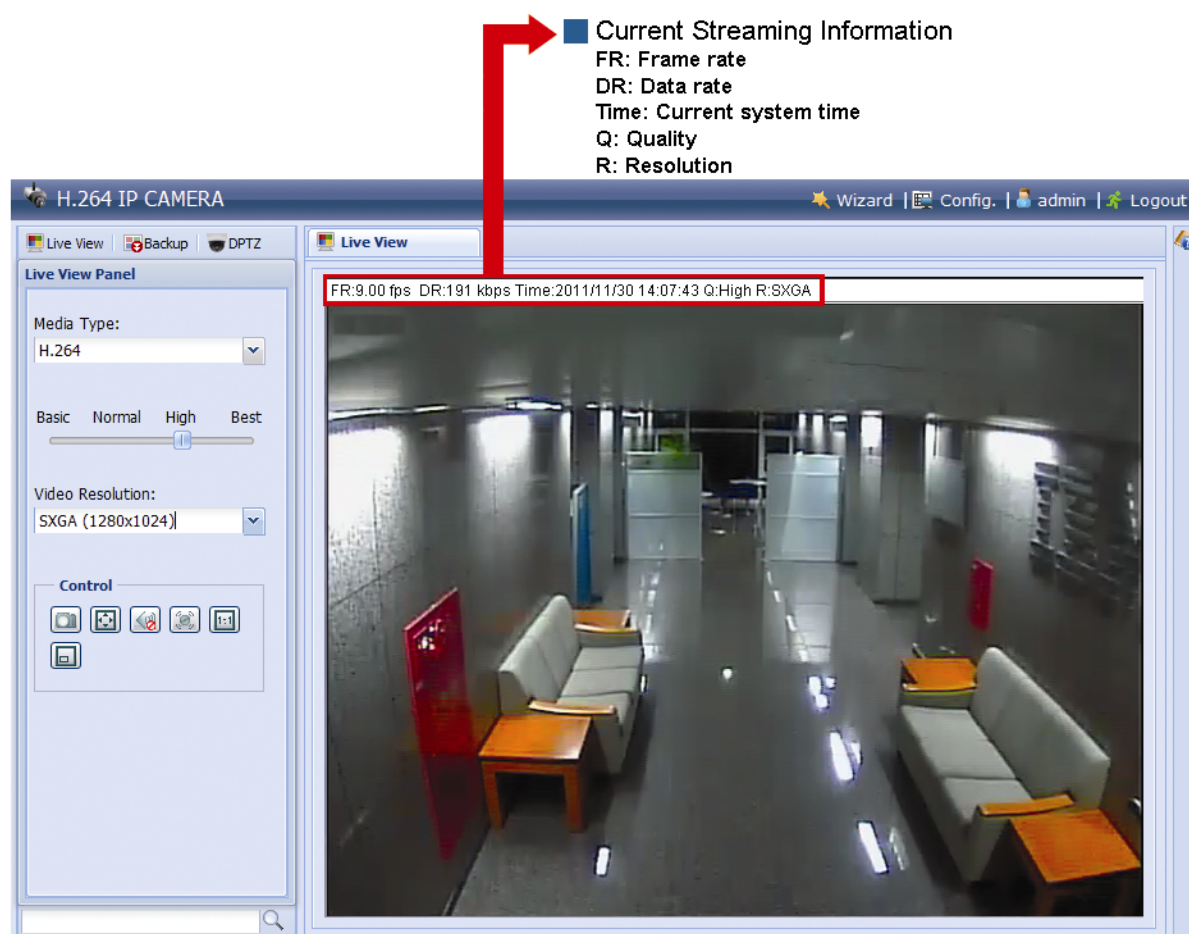 Current Streaming Information
FR: Frame rate
DR: Data rate
Time: Current system time
Q: Quality
R: Resolution
H.264 IP CAMERA
Wizard | Config. | admin | Logout
Live View | Backup | DPTZ
Live View
Live View Panel
FR:9.00 fps DR:191 kbps Time:2011/11/30 14:07:43 Q:High R:SXGA
Media Type:
H.264
Basic Normal High Best
Video Resolution:
SXGA (1280x1024)
Control
1:1